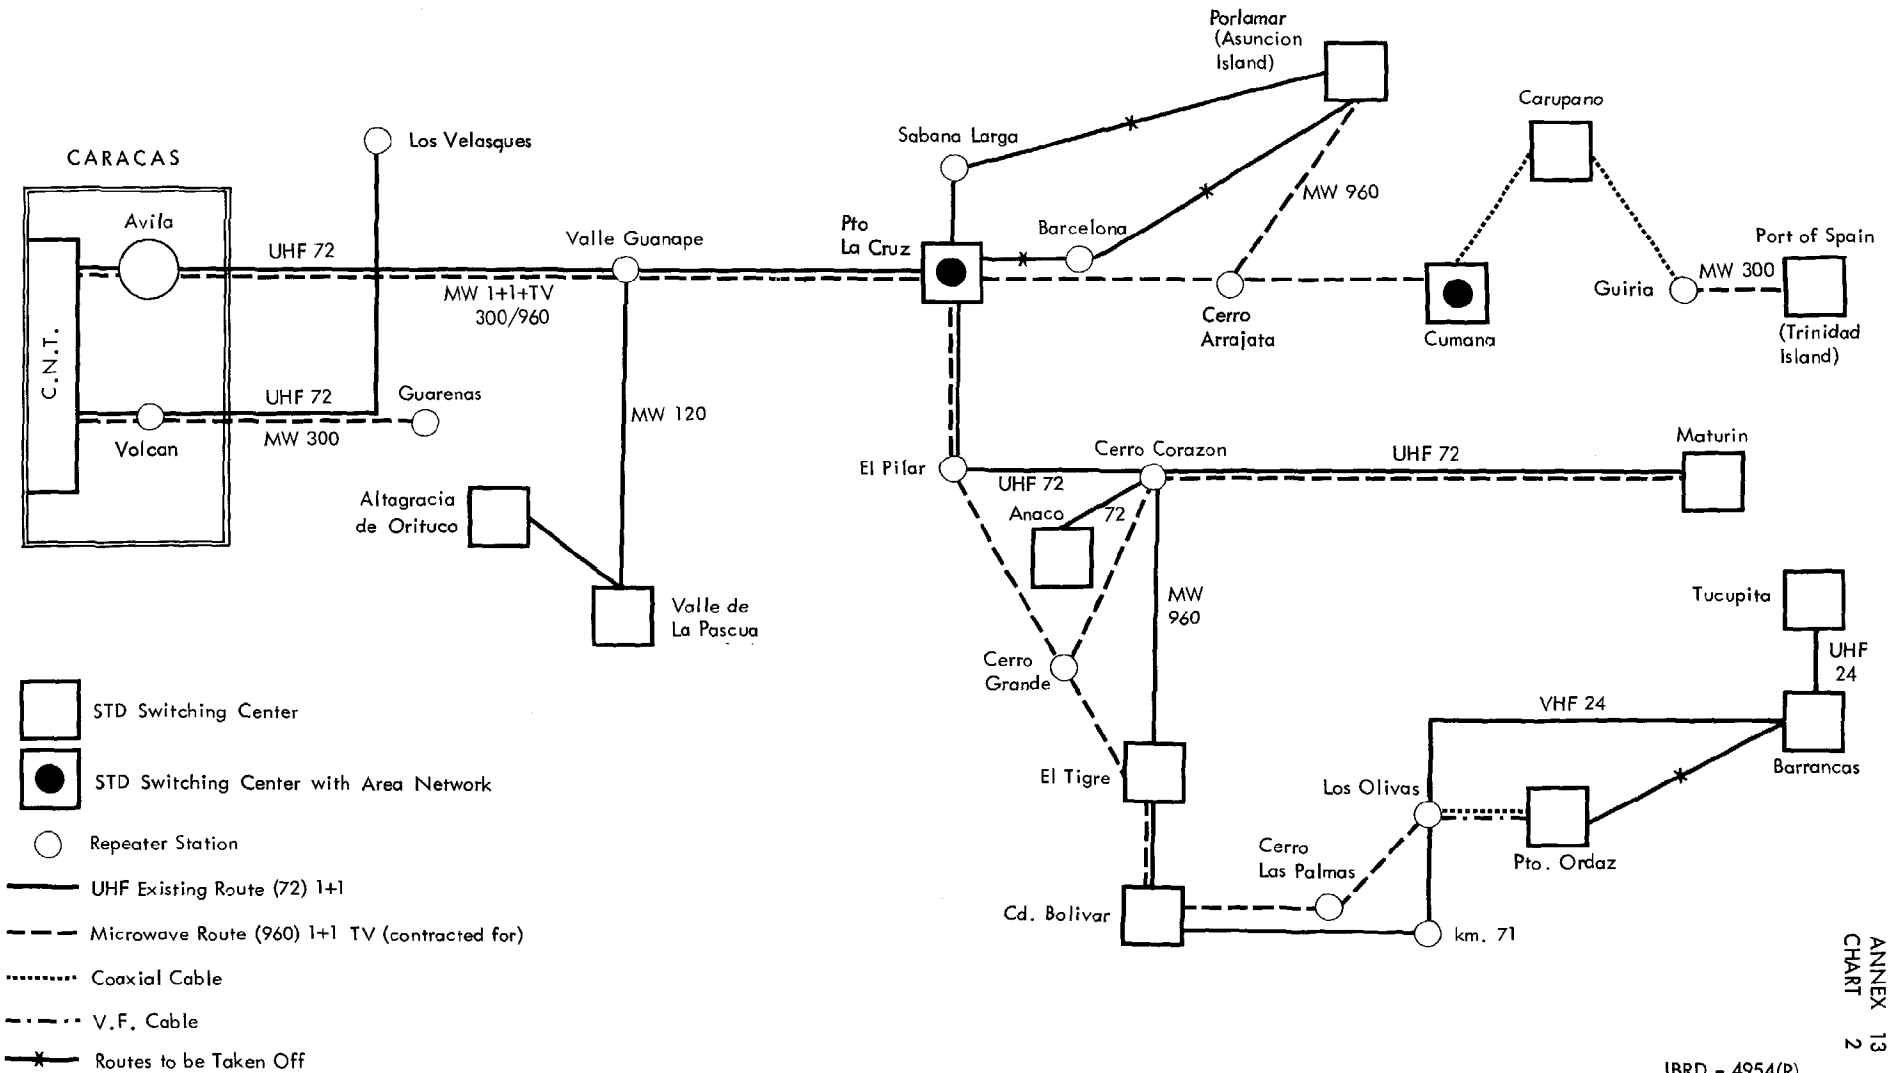 Porlamar
(Asuncion
Island)
Carupano
Sabana Larga
Los Velasques
CARACAS
MW 960
Avila
Pto
La Cruz
Barcelona
Port of Spain
UHF 72
Valle Guanape
MW 300
Guiria
MW 1+1+TV
300/960
Cerro
Arrajata
Cumana
(Trinidad
Island)
C.N.T.
UHF 72
Guarenas
MW 120
MW 300
Volcan
Cerro Corazon
UHF 72
Maturin
El Pilar
UHF 72
Altagracia
de Orituco
Anaco
72
MW
960
Valle de
La Pascua
Tucupita
UHF
24
Cerro
Grande
STD Switching Center
VHF 24
Barrancas
El Tigre
Los Olivas
STD Switching Center with Area Network
Cerro
Las Palmas
Pto. Ordaz
Repeater Station
UHF Existing Route (72) 1+1
Cd. Bolivar
km. 71
Microwave Route (960) 1+1 TV (contracted for)
Coaxial Cable
V.F. Cable
Routes to be Taken Off
ANNEX 13
CHART 2
IBRD - 4954(R)